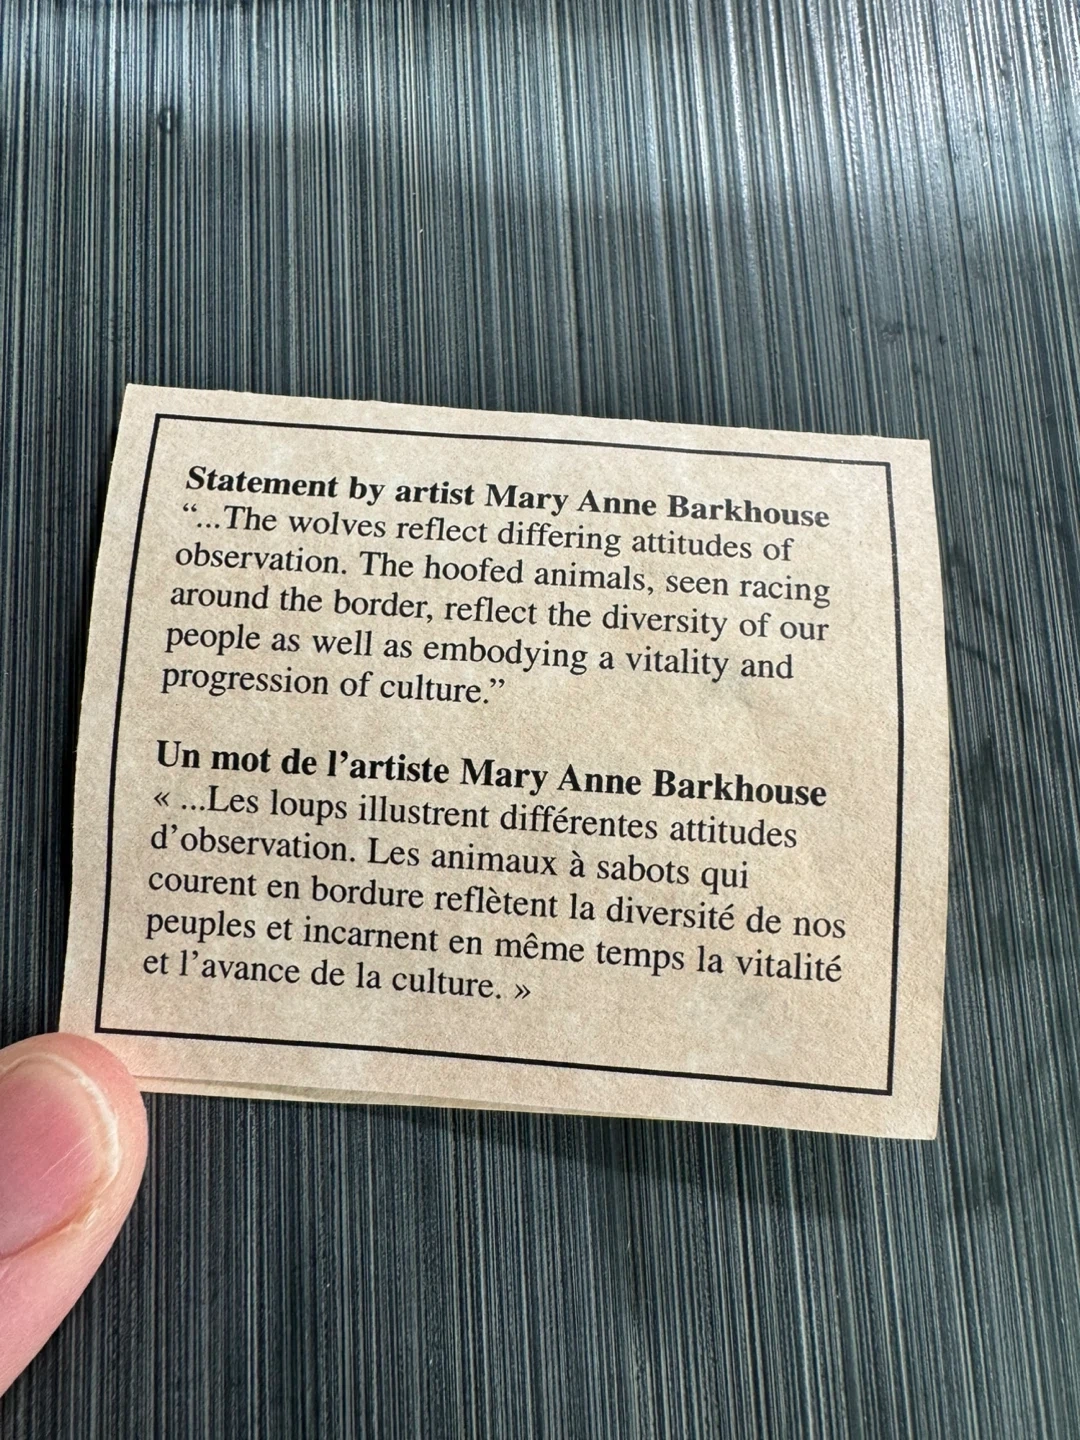 Statement by artist Mary Anne Barkhouse
“...The wolves reflect differing attitudes of
observation. The hoofed animals, seen racing
around the border, reflect the diversity of our
people as well as embodying a vitality and
progression of culture.”
Un mot de l’artiste Mary Anne Barkhouse
« ...Les loups illustrent différentes attitudes
d’observation. Les animaux à sabots qui
courent en bordure reflètent la diversité de nos
peuples et incarnent en même temps la vitalité
et l’avance de la culture. »